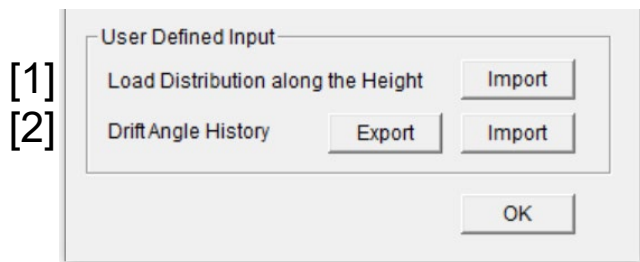 User Defined Input
[1] Load Distribution along the Height Import
[2] Drift Angle History Export Import
OK